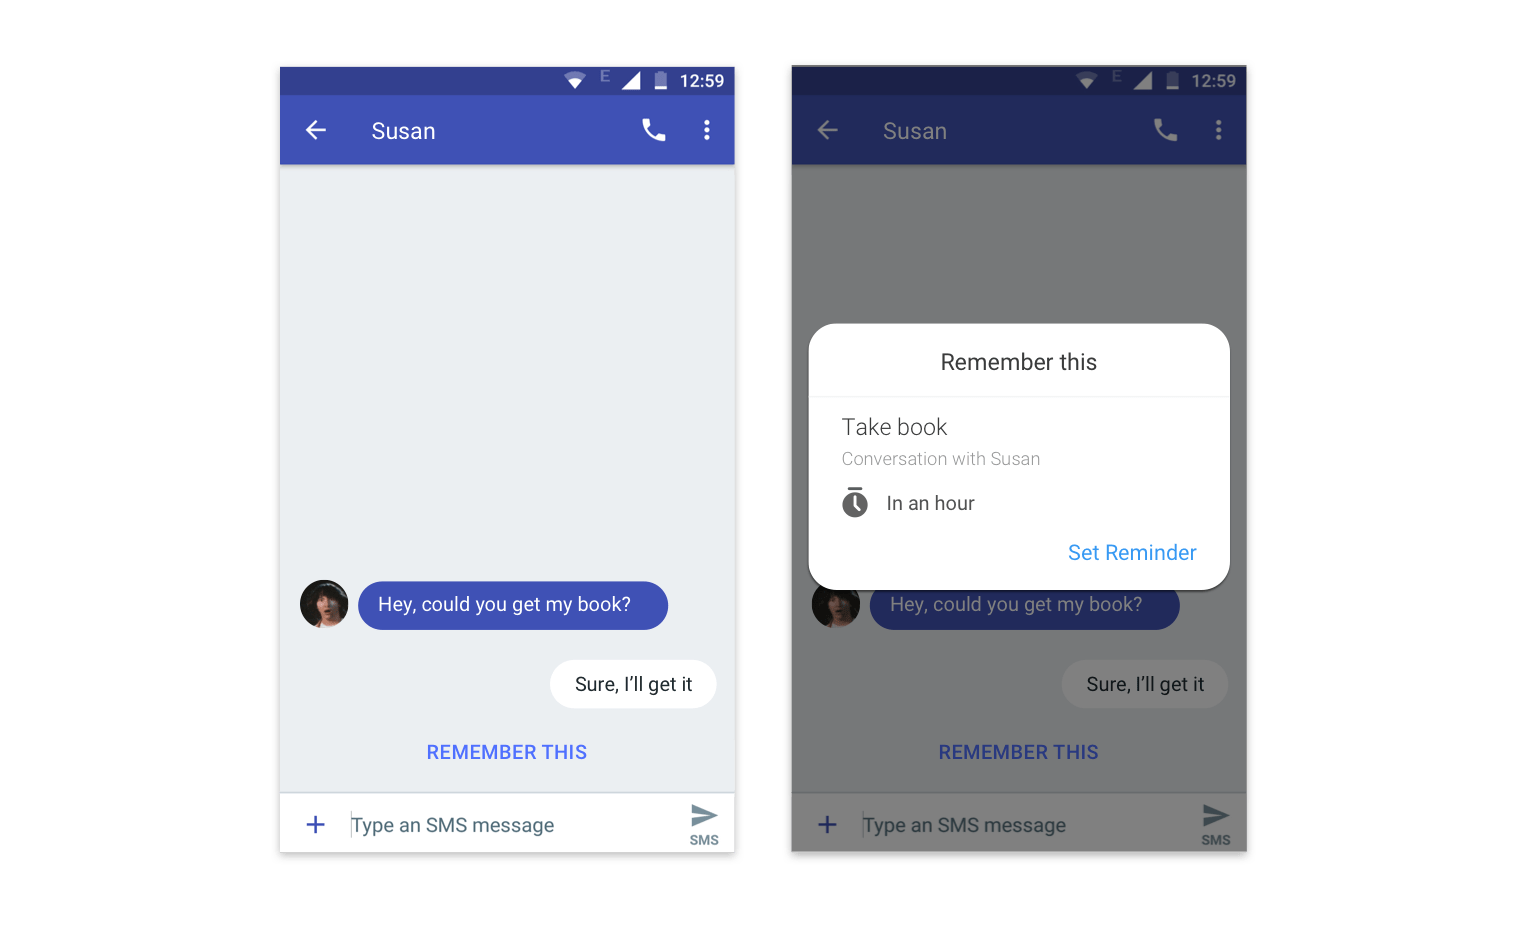 E 12:59
Susan
Hey, could you get my book?
Sure, I’ll get it
REMEMBER THIS
Type an SMS message
SMS
E 12:59
Susan
Remember this
Take book
Conversation with Susan
In an hour
Set Reminder
Hey, could you get my book?
Sure, I’ll get it
REMEMBER THIS
Type an SMS message
SMS